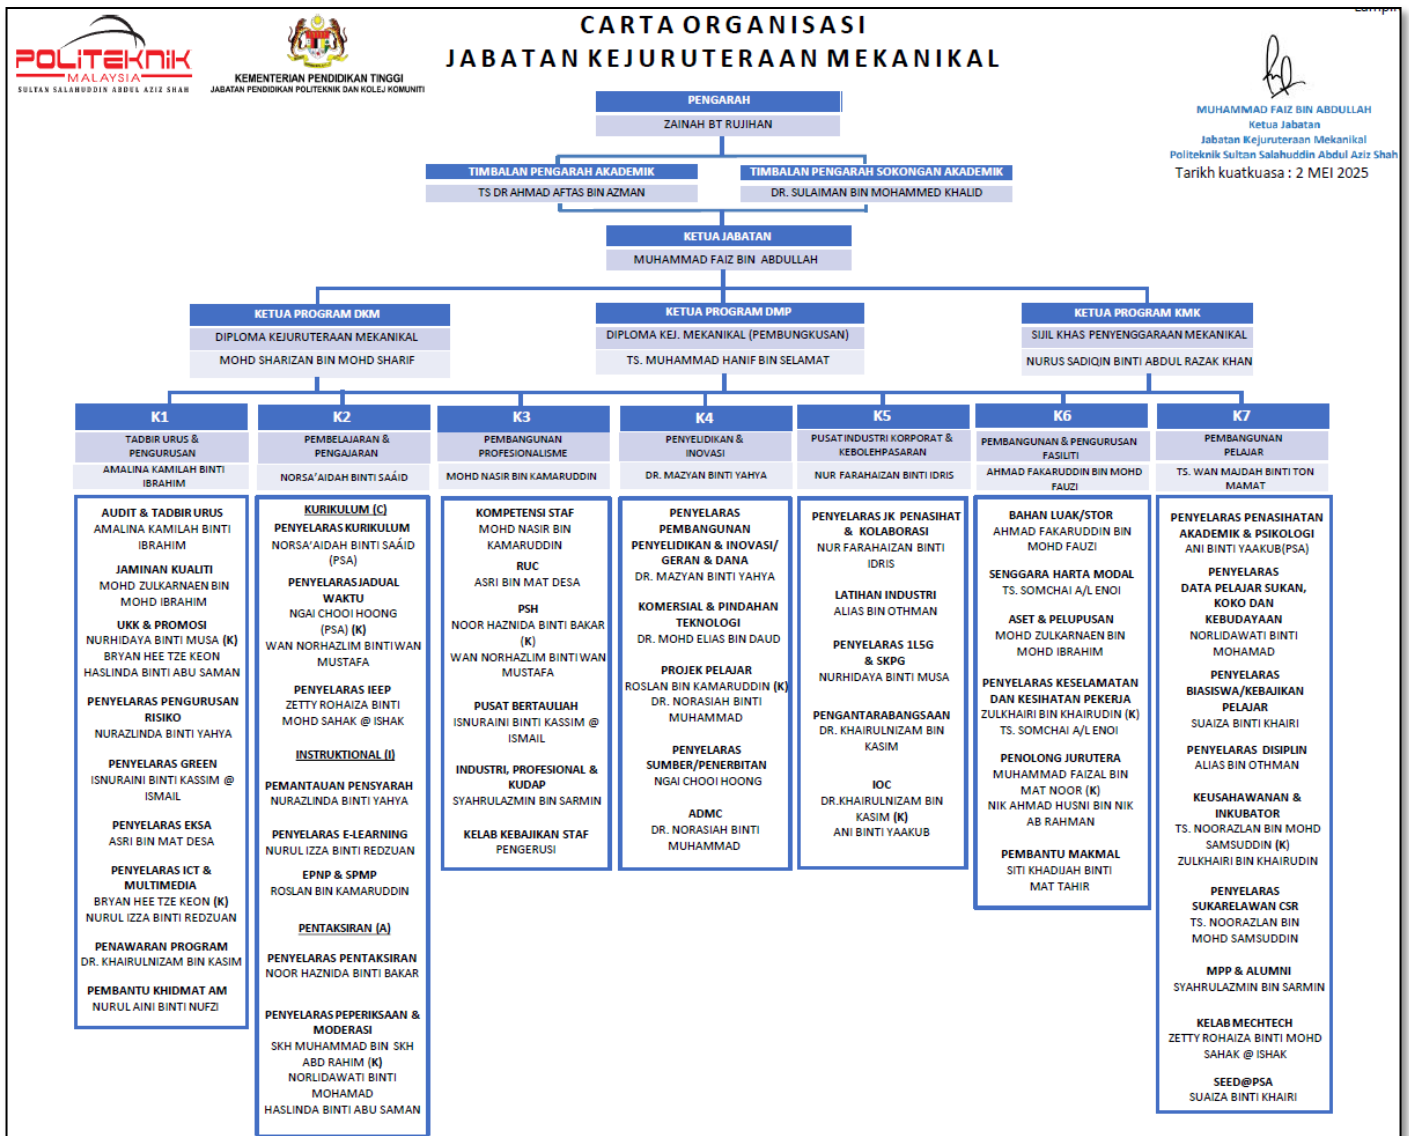 CARTA ORGANISASI
JABATAN KEJURUTERAAN MEKANIKAL
POLITEKNIK
MALAYSIA
SULTAN SALAHUDDIN ABDUL AZIZ SHAH
KEMENTERIAN PENDIDIKAN TINGGI
JABATAN PENDIDIKAN POLITEKNIK DAN KOLEJ KOMUNITI
MUHAMMAD FAIZ BIN ABDULLAH
Ketua Jabatan
Jabatan Kejuruteraan Mekanikal
Politeknik Sultan Salahuddin Abdul Aziz Shah
Tarikh kuatkuasa : 2 MEI 2025
PENGARAH
ZAINAH BT RUJIHAN
TIMBALAN PENGARAH AKADEMIK
TS DR AHMAD AFTAS BIN AZMAN
TIMBALAN PENGARAH SOKONGAN AKADEMIK
DR. SULAIMAN BIN MOHAMMED KHALID
KETUA JABATAN
MUHAMMAD FAIZ BIN ABDULLAH
KETUA PROGRAM DKM
DIPLOMA KEJURUTERAAN MEKANIKAL
MOHD SHARIZAN BIN MOHD SHARIF
KETUA PROGRAM DMP
DIPLOMA KEJ. MEKANIKAL (PEMBUNGKUSAN)
TS. MUHAMMAD HANIF BIN SELAMAT
KETUA PROGRAM KMK
SIJIL KHAS PENYENGGARAAN MEKANIKAL
NURUS SADIQIN BINTI ABDUL RAZAK KHAN
K1
TADBIR URUS &
PENGURUSAN
AMALINA KAMILAH BINTI
IBRAHIM
AUDIT & TADBIR URUS
AMALINA KAMILAH BINTI
IBRAHIM
JAMINAN KUALITI
MOHD ZULKARNAEN BIN
MOHD IBRAHIM
UKK & PROMOSI
NURHIDAYA BINTI MUSA (K)
BRYAN HEE TZE KEON
HASLINDA BINTI ABU SAMAN
PENYELARAS PENGURUSAN
RISIKO
NURAZLINDA BINTI YAHYA
PENYELARAS GREEN
ISNURAINI BINTI KASSIM @
ISMAIL
PENYELARAS EKSA
ASRI BIN MAT DESA
PENYELARAS ICT &
MULTIMEDIA
BRYAN HEE TZE KEON (K)
NURUL IZZA BINTI REDZUAN
PENAWARAN PROGRAM
DR. KHAIRULNIZAM BIN KASIM
PEMBANTU KHIDMAT AM
NURUL AINI BINTI NUFZI
K2
PEMBELAJARAN &
PENGAJARAN
NORSA'AIDAH BINTI SAÁID
KURIKULUM (C)
PENYELARAS KURIKULUM
NORSA'AIDAH BINTI SAÁID
(PSA)
PENYELARAS JADUAL
WAKTU
NGAI CHOOI HOONG
(PSA) (K)
WAN NORHAZLIM BINTI WAN
MUSTAFA
PENYELARAS IEEP
ZETTY ROHAIZA BINTI
MOHD SAHAK @ ISHAK
INSTRUKTIONAL (I)
PEMANTAUAN PENSYARAH
NURAZLINDA BINTI YAHYA
PENYELARAS E-LEARNING
NURUL IZZA BINTI REDZUAN
EPNP & SPMP
ROSLAN BIN KAMARUDDIN
PENTAKSIRAN (A)
PENYELARAS PENTAKSIRAN
NOOR HAZNIDA BINTI BAKAR
PENYELARAS PEPERIKSAAN &
MODERASI
SKH MUHAMMAD BIN SKH
ABD RAHIM (K)
NORLIDAWATI BINTI
MOHAMAD
HASLINDA BINTI ABU SAMAN
K3
PEMBANGUNAN
PROFESIONALISME
MOHD NASIR BIN KAMARUDDIN
KOMPETENSI STAF
MOHD NASIR BIN
KAMARUDDIN
RUC
ASRI BIN MAT DESA
PSH
NOOR HAZNIDA BINTI BAKAR
(K)
WAN NORHAZLIM BINTI WAN
MUSTAFA
PUSAT BERTAULIAH
ISNURAINI BINTI KASSIM @
ISMAIL
INDUSTRI, PROFESIONAL &
KUDAP
SYAHRULAZMIN BIN SARMIN
KELAB KEBAJIKAN STAF
PENGERUSI
K4
PENYELIDIKAN &
INOVASI
DR. MAZYAN BINTI YAHYA
PENYELARAS
PEMBANGUNAN
PENYELIDIKAN & INOVASI/
GERAN & DANA
DR. MAZYAN BINTI YAHYA
KOMERSIAL & PINDAHAN
TEKNOLOGI
DR. MOHD ELIAS BIN DAUD
PROJEK PELAJAR
ROSLAN BIN KAMARUDDIN (K)
DR. NORASIAH BINTI
MUHAMMAD
PENYELARAS
SUMBER/PENERBITAN
NGAI CHOOI HOONG
ADMC
DR. NORASIAH BINTI
MUHAMMAD
K5
PUSAT INDUSTRI KORPORAT &
KEBOLEHPASARAN
NUR FARAHAIZAN BINTI IDRIS
PENYELARAS JK PENASIHAT
& KOLABORASI
NUR FARAHAIZAN BINTI
IDRIS
LATIHAN INDUSTRI
ALIAS BIN OTHMAN
PENYELARAS 1L5G
& SKPG
NURHIDAYA BINTI MUSA
PENGANTARABANGSAAN
DR. KHAIRULNIZAM BIN
KASIM
IOC
DR.KHAIRULNIZAM BIN
KASIM (K)
ANI BINTI YAAKUB
K6
PEMBANGUNAN & PENGURUSAN
FASILITI
AHMAD FAKARUDDIN BIN MOHD
FAUZI
BAHAN LUAK/STOR
AHMAD FAKARUDDIN BIN
MOHD FAUZI
SENGGARA HARTA MODAL
TS. SOMCHAI A/L ENOI
ASET & PELUPUSAN
MOHD ZULKARNAEN BIN
MOHD IBRAHIM
PENYELARAS KESELAMATAN
DAN KESIHATAN PEKERJA
ZULKHAIRI BIN KHAIRUDIN (K)
TS. SOMCHAI A/L ENOI
PENOLONG JURUTERA
MUHAMMAD FAIZAL BIN
MAT NOOR (K)
NIK AHMAD HUSNI BIN NIK
AB RAHMAN
PEMBANTU MAKMAL
SITI KHADIJAH BINTI
MAT TAHIR
K7
PEMBANGUNAN
PELAJAR
TS. WAN MAJDAH BINTI TON
MAMAT
PENYELARAS PENASIHATAN
AKADEMIK & PSIKOLOGI
ANI BINTI YAAKUB(PSA)
PENYELARAS
DATA PELAJAR SUKAN,
KOKO DAN
KEBUDAYAAN
NORLIDAWATI BINTI
MOHAMAD
PENYELARAS
BIASISWA/KEBAJIKAN
PELAJAR
SUAIZA BINTI KHAIRI
PENYELARAS DISIPLIN
ALIAS BIN OTHMAN
KEUSAHAWANAN &
INKUBATOR
TS. NOORAZLAN BIN MOHD
SAMSUDDIN (K)
ZULKHAIRI BIN KHAIRUDIN
PENYELARAS
SUKARELAWAN CSR
TS. NOORAZLAN BIN
MOHD SAMSUDDIN
MPP & ALUMNI
SYAHRULAZMIN BIN SARMIN
KELAB MECHTECH
ZETTY ROHAIZA BINTI MOHD
SAHAK @ ISHAK
SEED@PSA
SUAIZA BINTI KHAIRI